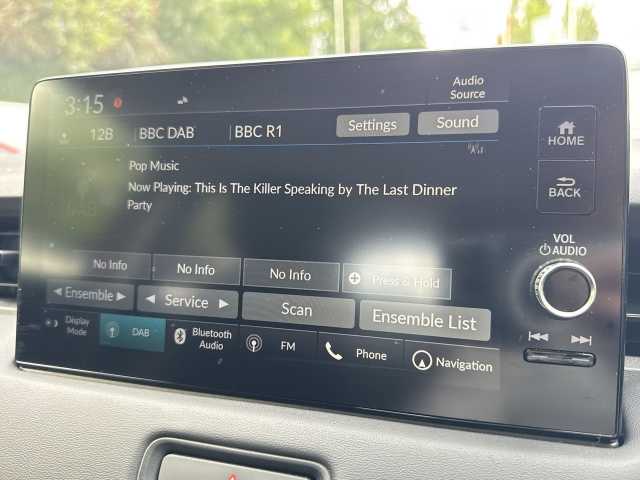 Audio
Source
3:15
12B BBC DAB BBC R1 Settings Sound
HOME
Pop Music
Now Playing: This Is The Killer Speaking by The Last Dinner
Party
BACK
VOL
AUDIO
No Info No Info No Info Press & Hold
Ensemble Service Scan Ensemble List
Display
Mode
DAB
Bluetooth
Audio
FM
Phone
Navigation